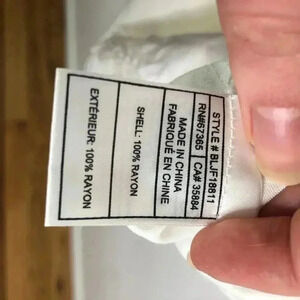 STYLE # BLJF18811
RN#67365 CA# 35884
MADE IN CHINA
FABRIQUÉ EN CHINE
SHELL: 100% RAYON
EXTÉRIEUR: 100% RAYON